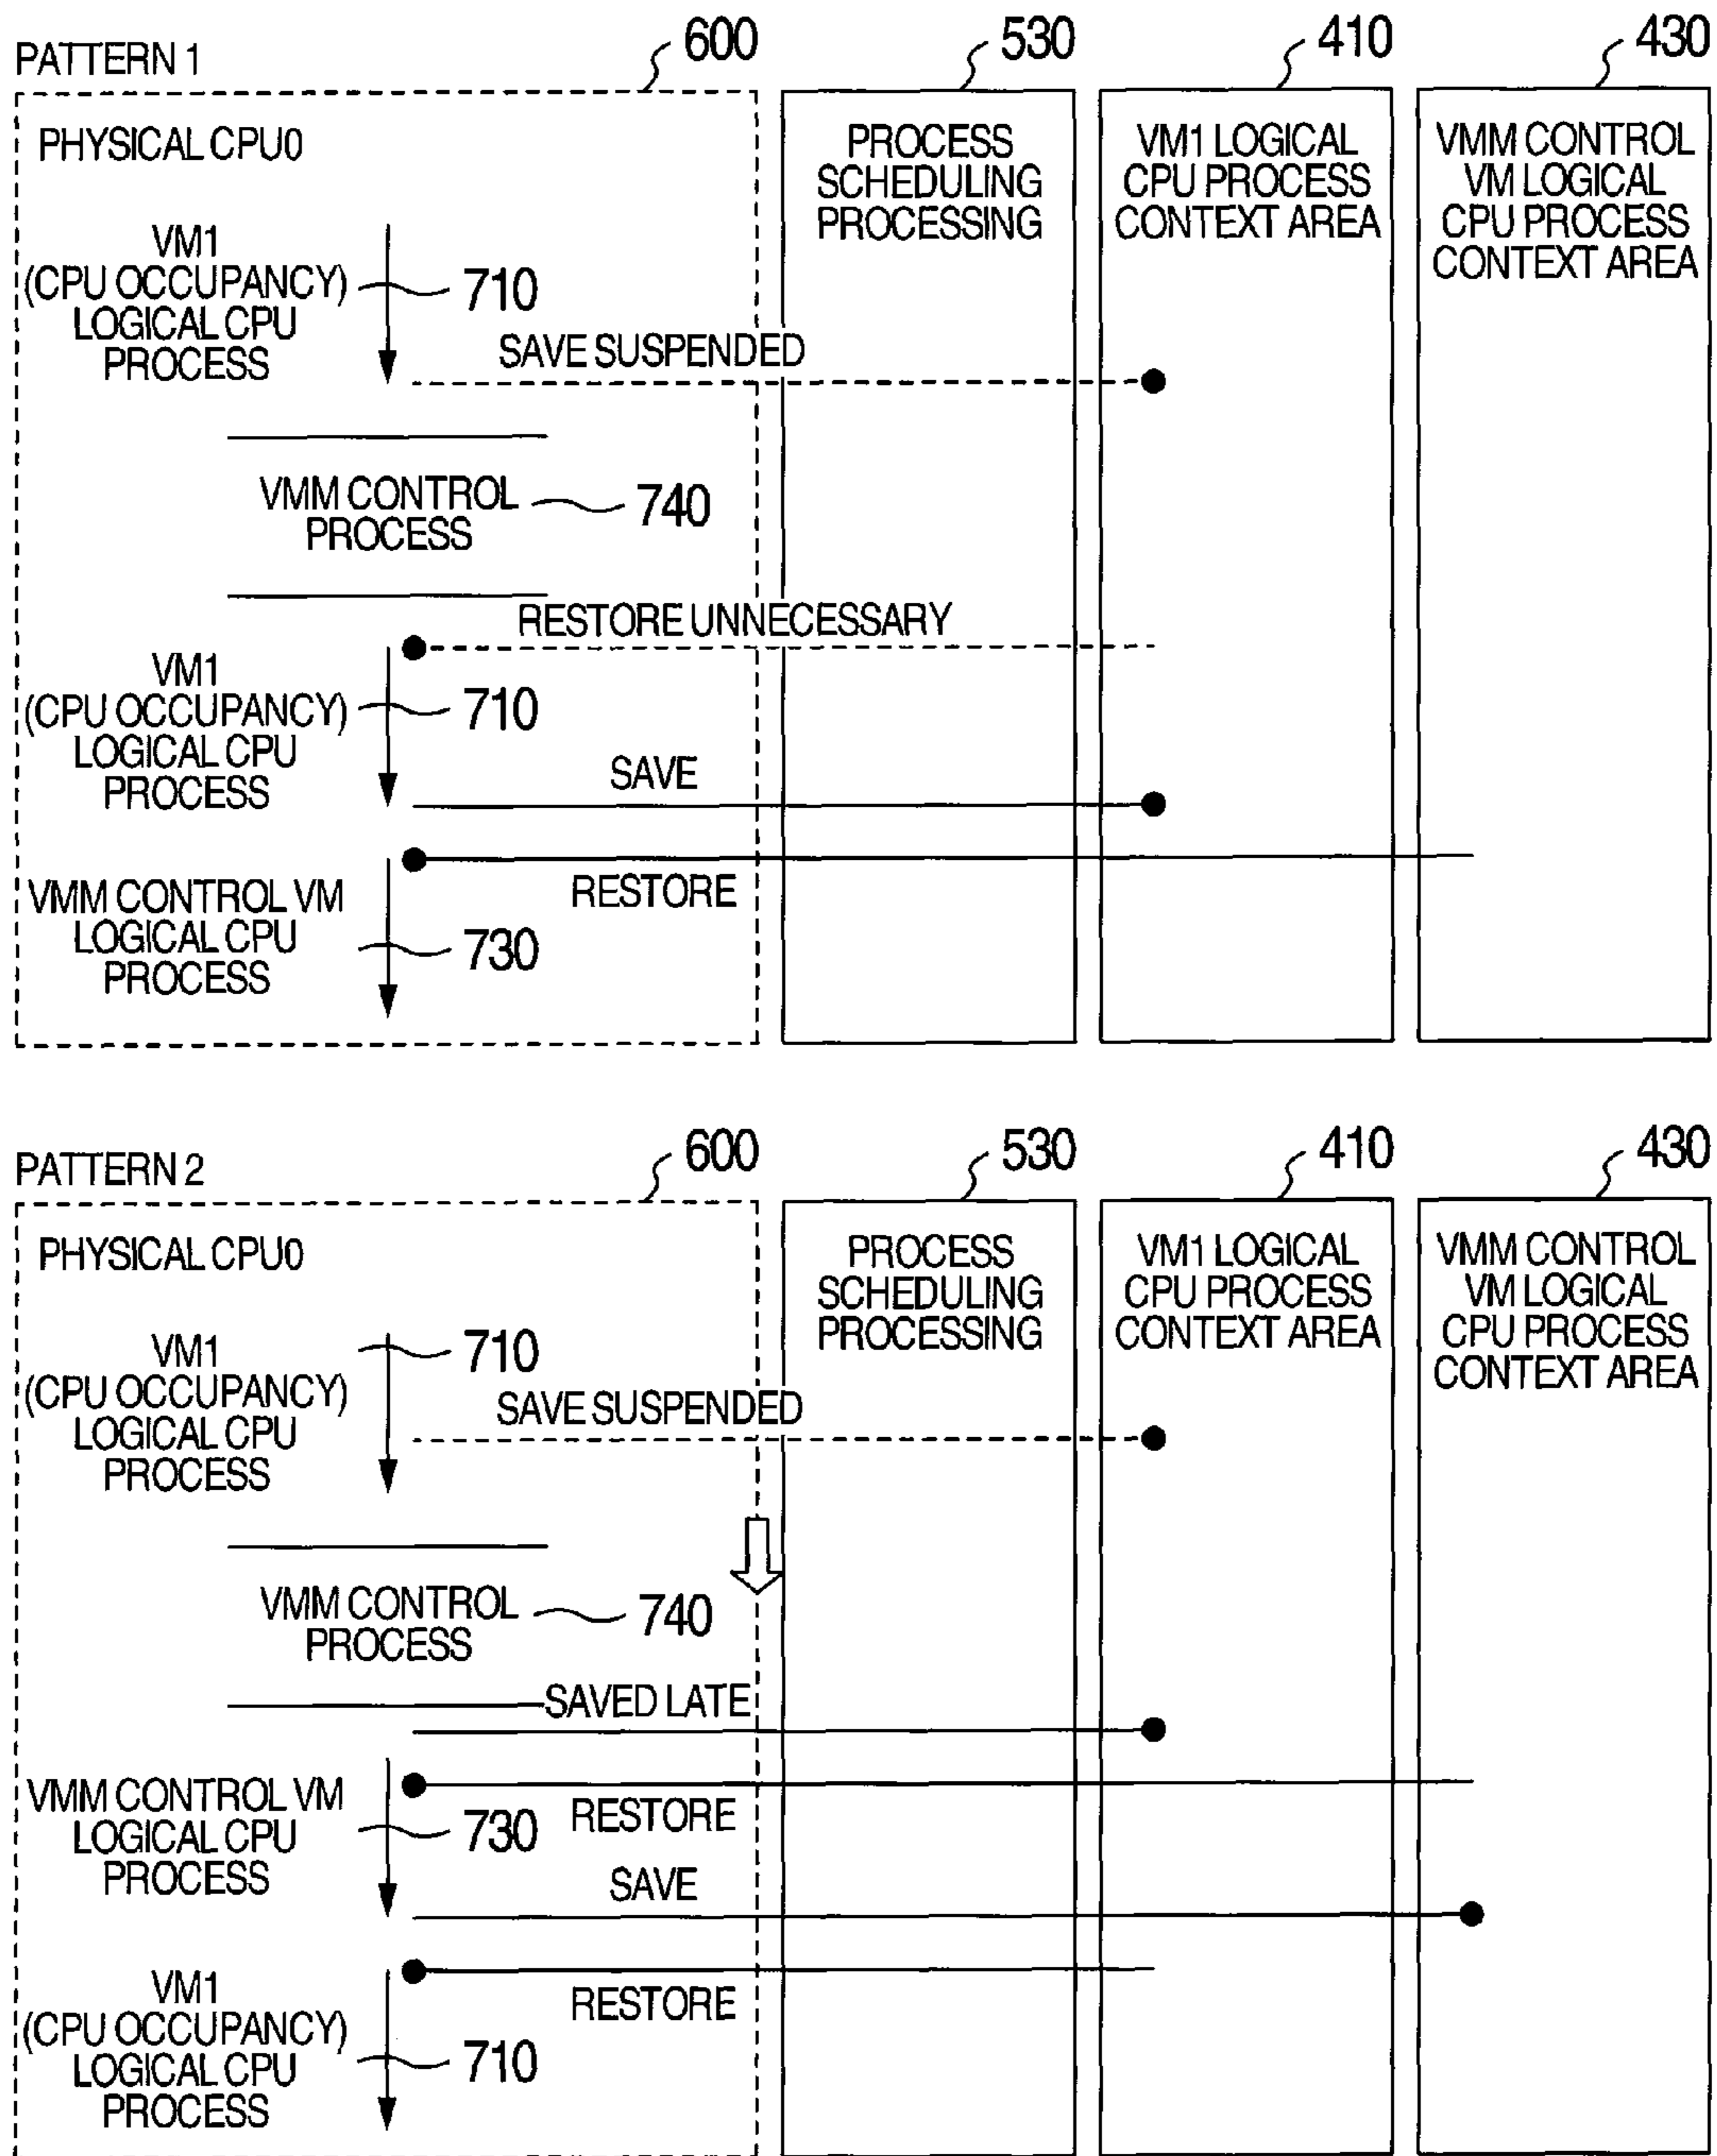 PATTERN 1
600
530
410
430
PHYSICAL CPU0
PROCESS
SCHEDULING
PROCESSING
VM1 LOGICAL
CPU PROCESS
CONTEXT AREA
VMM CONTROL
VM LOGICAL
CPU PROCESS
CONTEXT AREA
VM1
(CPU OCCUPANCY)
LOGICAL CPU
PROCESS
710
SAVE SUSPENDED
VMM CONTROL
PROCESS
740
RESTORE UNNECESSARY
VM1
(CPU OCCUPANCY)
LOGICAL CPU
PROCESS
710
SAVE
RESTORE
VMM CONTROL VM
LOGICAL CPU
PROCESS
730
PATTERN 2
600
530
410
430
PHYSICAL CPU0
PROCESS
SCHEDULING
PROCESSING
VM1 LOGICAL
CPU PROCESS
CONTEXT AREA
VMM CONTROL
VM LOGICAL
CPU PROCESS
CONTEXT AREA
VM1
(CPU OCCUPANCY)
LOGICAL CPU
PROCESS
710
SAVE SUSPENDED
VMM CONTROL
PROCESS
740
SAVED LATE
VMM CONTROL VM
LOGICAL CPU
PROCESS
730
RESTORE
SAVE
RESTORE
VM1
(CPU OCCUPANCY)
LOGICAL CPU
PROCESS
710